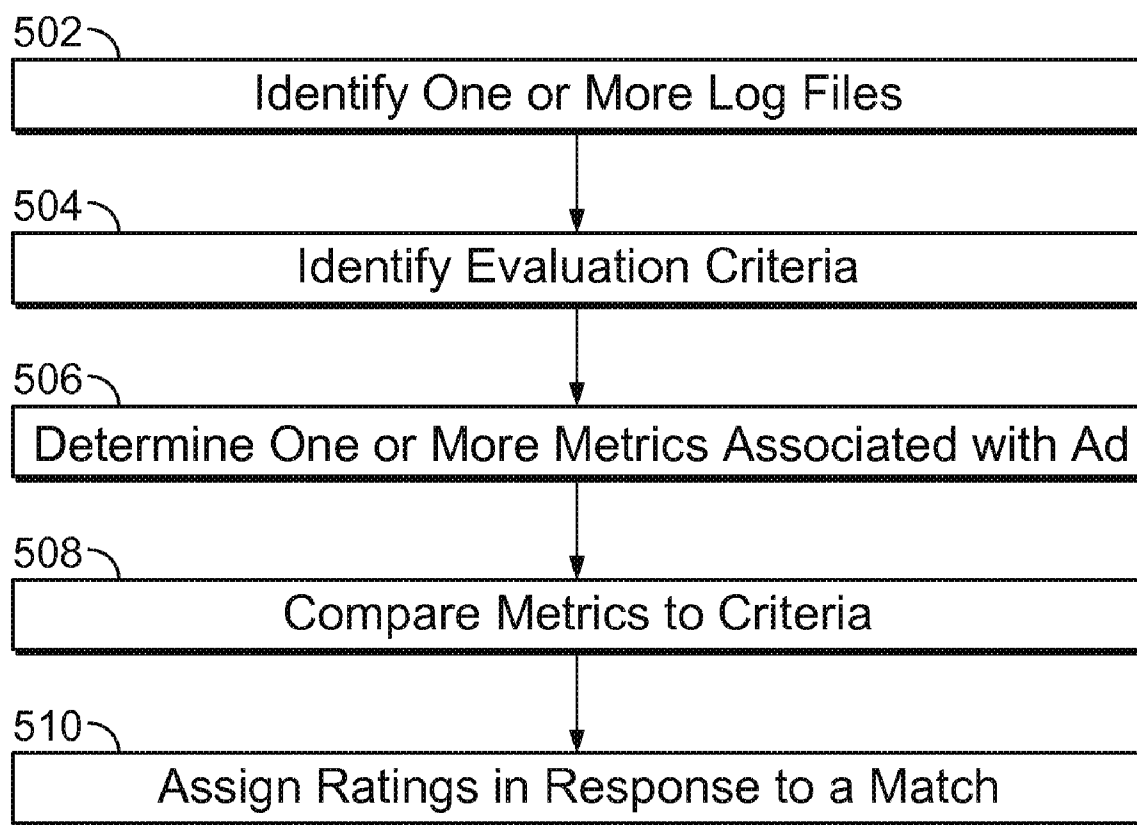 502
Identify One or More Log Files
504
Identify Evaluation Criteria
506
Determine One or More Metrics Associated with Ad
508
Compare Metrics to Criteria
510
Assign Ratings in Response to a Match